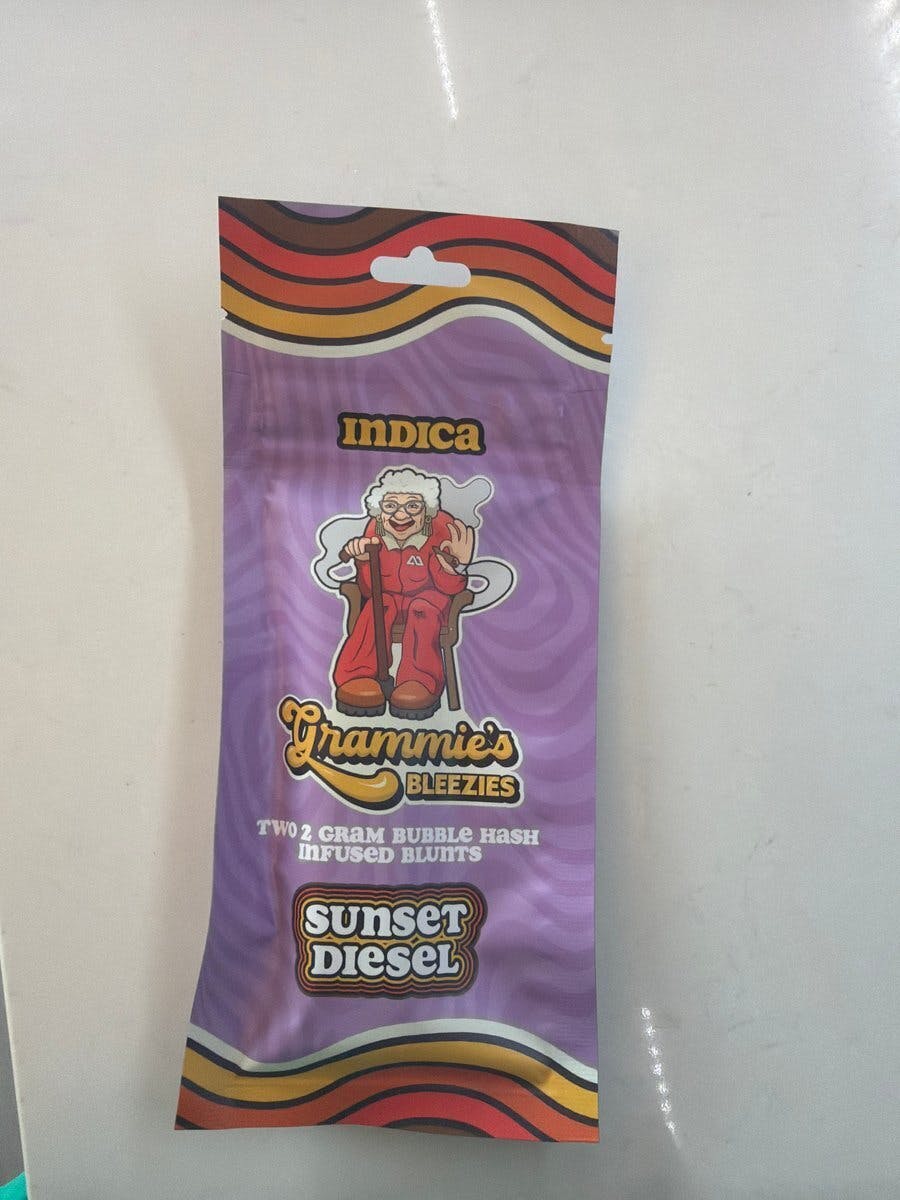 INDICA
Grammie's
BLEEZIES
TWO 2 GRAM BUBBLE HASH
INFUSED BLUNTS
SUNSET
DIESEL